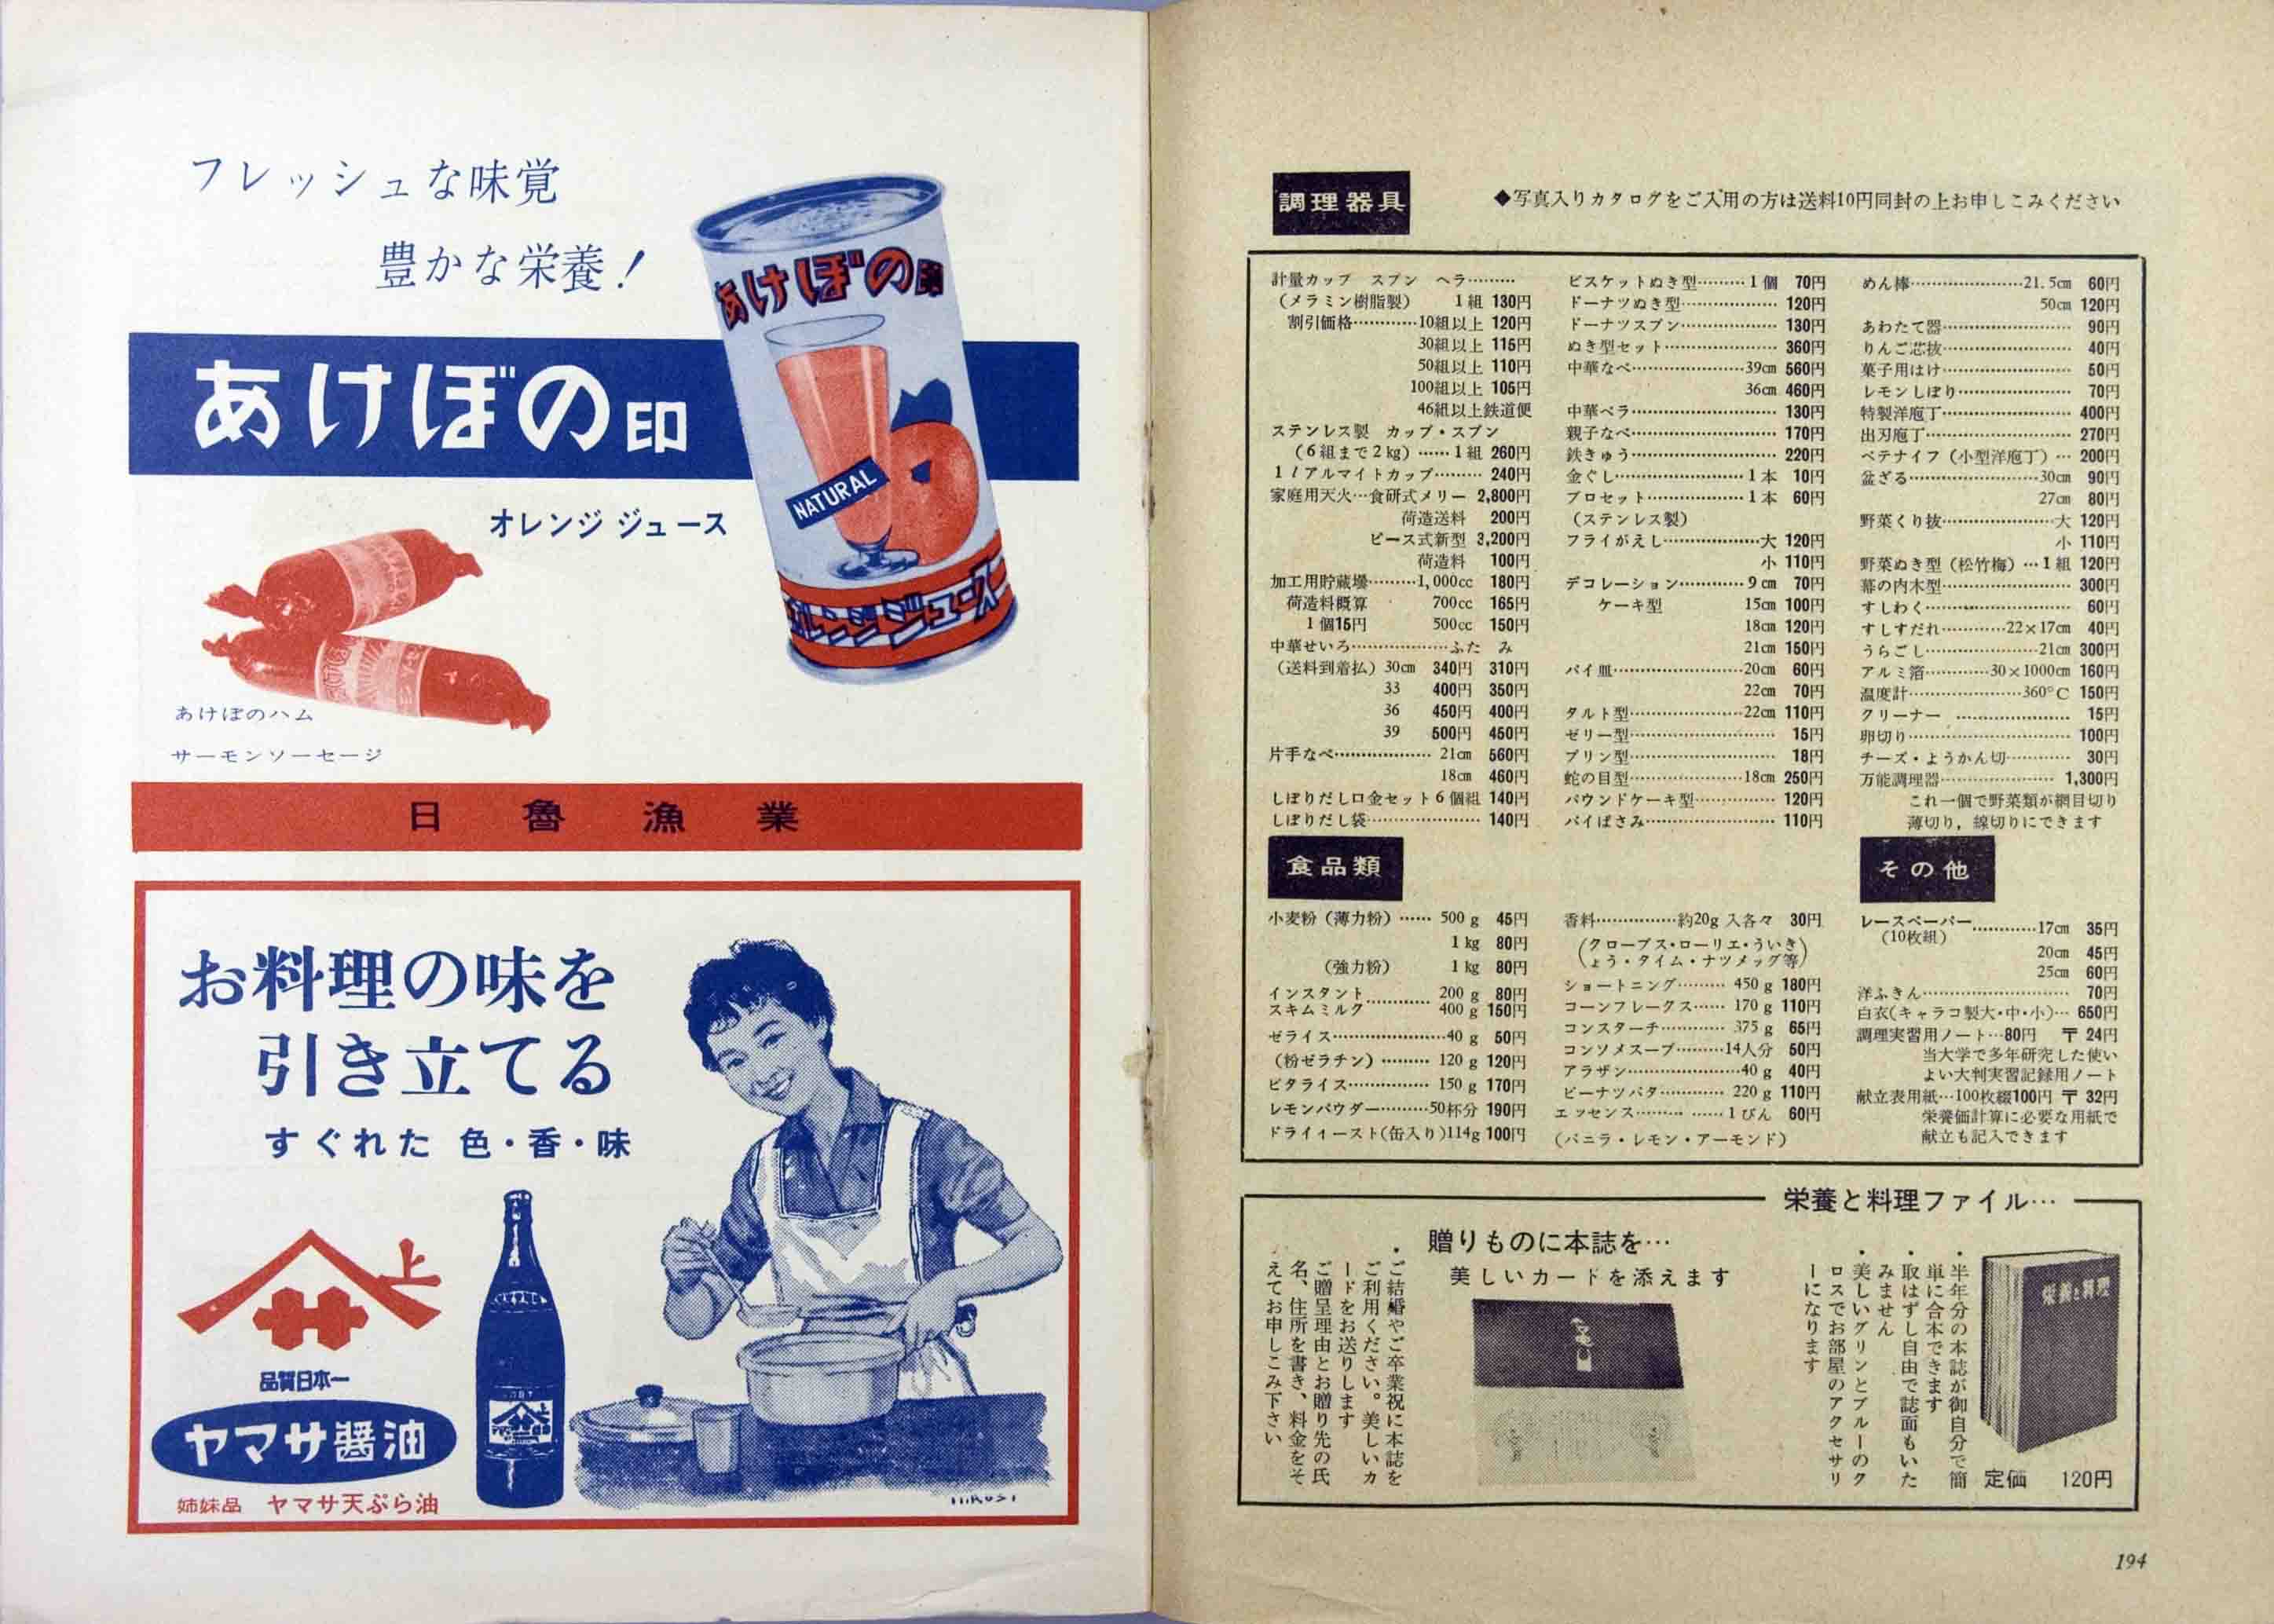 フレッシュな味覚
豊かな栄養！
あけぼの印
オレンジ ジュース
あけぼの印
NATURAL
オレンジジュース
あけぼのハム
サーモンソーセージ
日魯漁業
お料理の味を
引き立てる
すぐれた 色・香・味
上
品質日本一
ヤマサ醤油
姉妹品 ヤマサ天ぷら油
調理器具
◆写真入りカタログをご入用の方は送料10円同封の上お申しこみください
計量カップ スプン ヘラ………
（メラミン樹脂製） 1組 130円
割引価格…………10組以上 120円
30組以上 115円
50組以上 110円
100組以上 105円
46組以上鉄道便
ステンレス製 カップ・スプン
（6組まで2kg）……1組 260円
1lアルマイトカップ……… 240円
家庭用天火…食研式メリー 2,800円
荷造送料 200円
ピース式新型 3,200円
荷造料 100円
加工用貯蔵壜………1,000cc 180円
荷造料概算 700cc 165円
1個15円 500cc 150円
中華せいろ………………ふた み
（送料到着払）30cm 340円 310円
33 400円 350円
36 450円 400円
39 500円 450円
片手なべ……………… 21cm 560円
18cm 460円
しぼりだし口金セット6個組 140円
しぼりだし袋………………… 140円
ビスケットぬき型………1個 70円
ドーナツぬき型……………… 120円
ドーナツスプン……………… 130円
ぬき型セット………………… 360円
中華なべ…………………39cm 560円
36cm 460円
中華ベラ……………………… 130円
親子なべ……………………… 170円
鉄きゅう……………………… 220円
金ぐし……………………1本 10円
プロセット………………1本 60円
（ステンレス製）
フライがえし………………大 120円
小 110円
デコレーション…………9cm 70円
ケーキ型 15cm 100円
18cm 120円
21cm 150円
パイ皿……………………20cm 60円
22cm 70円
タルト型…………………22cm 110円
ゼリー型……………………… 15円
プリン型……………………… 18円
蛇の目型…………………18cm 250円
パウンドケーキ型…………… 120円
パイばさみ…………………… 110円
めん棒…………………21.5cm 60円
50cm 120円
あわたて器…………………… 90円
りんご芯抜…………………… 40円
菓子用はけ…………………… 50円
レモンしぼり………………… 70円
特製洋庖丁…………………… 400円
出刃庖丁……………………… 270円
ペテナイフ（小型洋庖丁）… 200円
盆ざる……………………30cm 90円
27cm 80円
野菜くり抜…………………大 120円
小 110円
野菜ぬき型（松竹梅）…1組 120円
幕の内木型…………………… 300円
すしわく……………………… 60円
すしすだれ…………22×17cm 40円
うらごし…………………21cm 300円
アルミ箔…………30×1000cm 160円
温度計…………………360°C 150円
クリーナー ………………… 15円
卵切り………………………… 100円
チーズ・ようかん切………… 30円
万能調理器………………… 1,300円
これ一個で野菜類が網目切り
薄切り，線切りにできます
食品類
小麦粉（薄力粉）…… 500g 45円
1kg 80円
（強力粉） 1kg 80円
インスタント
スキムミルク………… 200g 80円
400g 150円
ゼライス…………………40g 50円
（粉ゼラチン）……… 120g 120円
ビタライス…………… 150g 170円
レモンパウダー………50杯分 190円
ドライイースト(缶入り)114g 100円
香料……………約20g入各々 30円
（クローブス・ローリエ・ういき
ょう・タイム・ナツメッグ等）
ショートニング……… 450g 180円
コーンフレークス…… 170g 110円
コンスターチ………… 375g 65円
コンソメスープ………14人分 50円
アラザン…………………40g 40円
ピーナツバタ………… 220g 110円
エッセンス……… ……1びん 60円
（バニラ・レモン・アーモンド）
その他
レースペーパー…………17cm 35円
（10枚組）
20cm 45円
25cm 60円
洋ふきん……………………… 70円
白衣(キャラコ製大・中・小)… 650円
調理実習用ノート…80円 〒24円
当大学で多年研究した使い
よい大判実習記録用ノート
献立表用紙…100枚綴100円 〒32円
栄養価計算に必要な用紙で
献立も記入できます
栄養と料理ファイル…
・半年分の本誌が御自分で簡
単に合本できます
・取はずし自由で誌面もいた
みません
・美しいグリンとブルーのク
ロスでお部屋のアクセサリ
ーになります
栄養と料理
定価 120円
贈りものに本誌を…
美しいカードを添えます
・ご結婚やご卒業祝に本誌を
ご利用ください。美しいカ
ードをお送りします
ご贈呈理由とお贈り先の氏
名、住所を書き、料金をそ
えてお申しこみ下さい
194